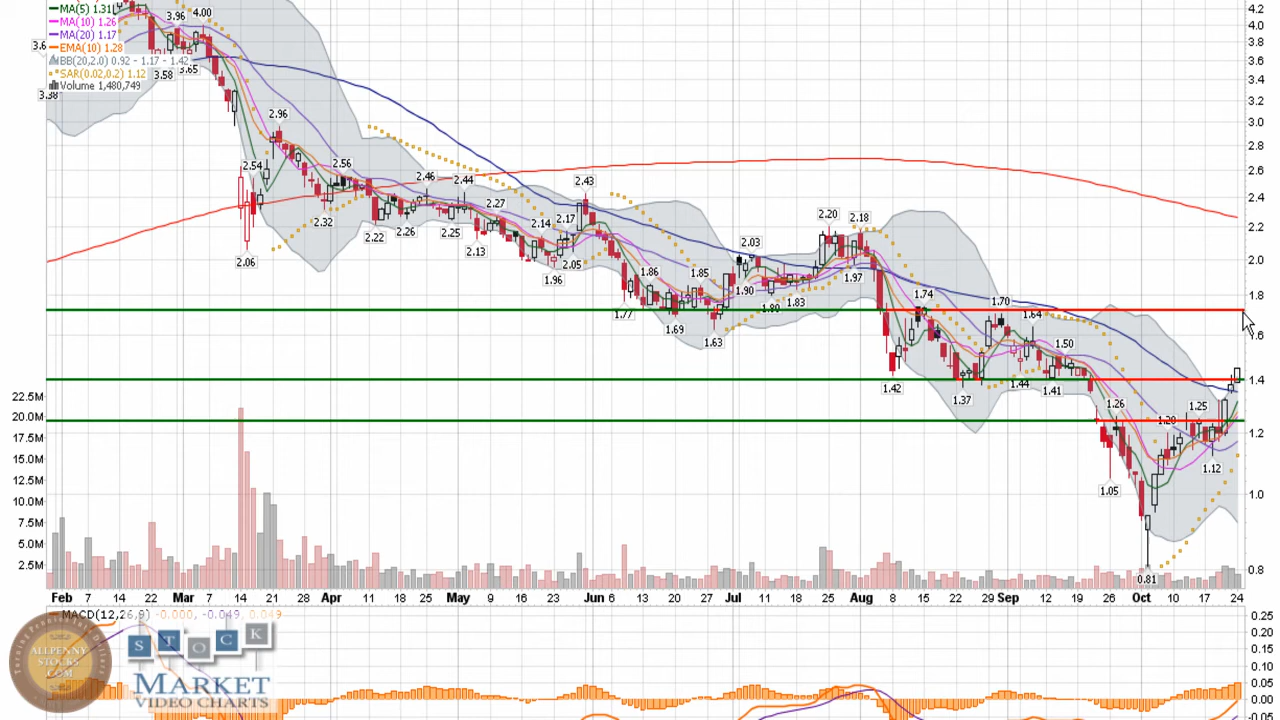 MA(5) 1.31
MA(10) 1.26
MA(20) 1.17
EMA(10) 1.28
BB(20,2.0) 0.92 - 1.17 - 1.42
SAR(0.02,0.2) 1.12
Volume 1,480,749
3.96 4.00
3.58 3.65
2.96
2.54 2.56 2.46 2.44 2.43
2.32 2.27 2.14 2.17 2.20 2.18
2.22 2.26 2.25 2.13 2.03
2.06 1.96 2.05 1.86 1.85 1.97
1.90 1.83 1.80 1.74 1.70
1.77 1.69 1.63 1.64
1.50
1.42 1.37 1.44 1.41
1.26 1.20 1.25
1.12
1.05
0.81
4.2
4.0
3.8
3.6
3.4
3.2
3.0
2.8
2.6
2.4
2.2
2.0
1.8
1.6
1.4
1.2
1.0
0.8
22.5M
20.0M
17.5M
15.0M
12.5M
10.0M
7.5M
5.0M
2.5M
Feb 7 14 22 Mar 7 14 21 28 Apr 11 18 25 May 9 16 23 Jun 6 13 20 27 Jul 11 18 25 Aug 8 15 22 29 Sep 12 19 26 Oct 10 17 24
MACD(12,26,9) -0.000, -0.049, 0.049
0.25
0.20
0.15
0.10
0.05
0.00
-0.05
Turning Pennies Into Dollars
ALLPENNY
STOCKS
.COM
STOCK
MARKET
VIDEO CHARTS